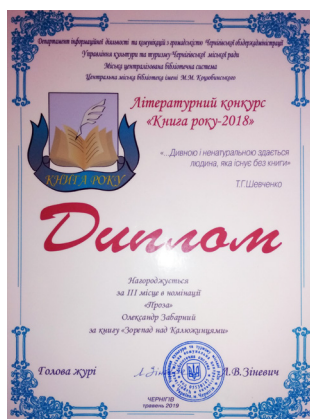 Департамент інформаційної діяльності та комунікацій з громадськістю Чернігівської облдержадміністрації
Управління культури та туризму Чернігівської міської ради
Міська централізована бібліотечна система
Центральна міська бібліотека імені М.М. Коцюбинського
Літературний конкурс
«Книга року-2018»
«...Дивною і ненатуральною здається
людина, яка існує без книги»
Т.Г.Шевченко
КНИГА РОКУ
Диплом
Нагороджується
за ІІІ місце в номінації
«Проза»
Олександр Забарний
за книгу «Зорепад над Калюжинцями»
Голова журі
Л.В.Зіневич
ЧЕРНІГІВ
травень 2019